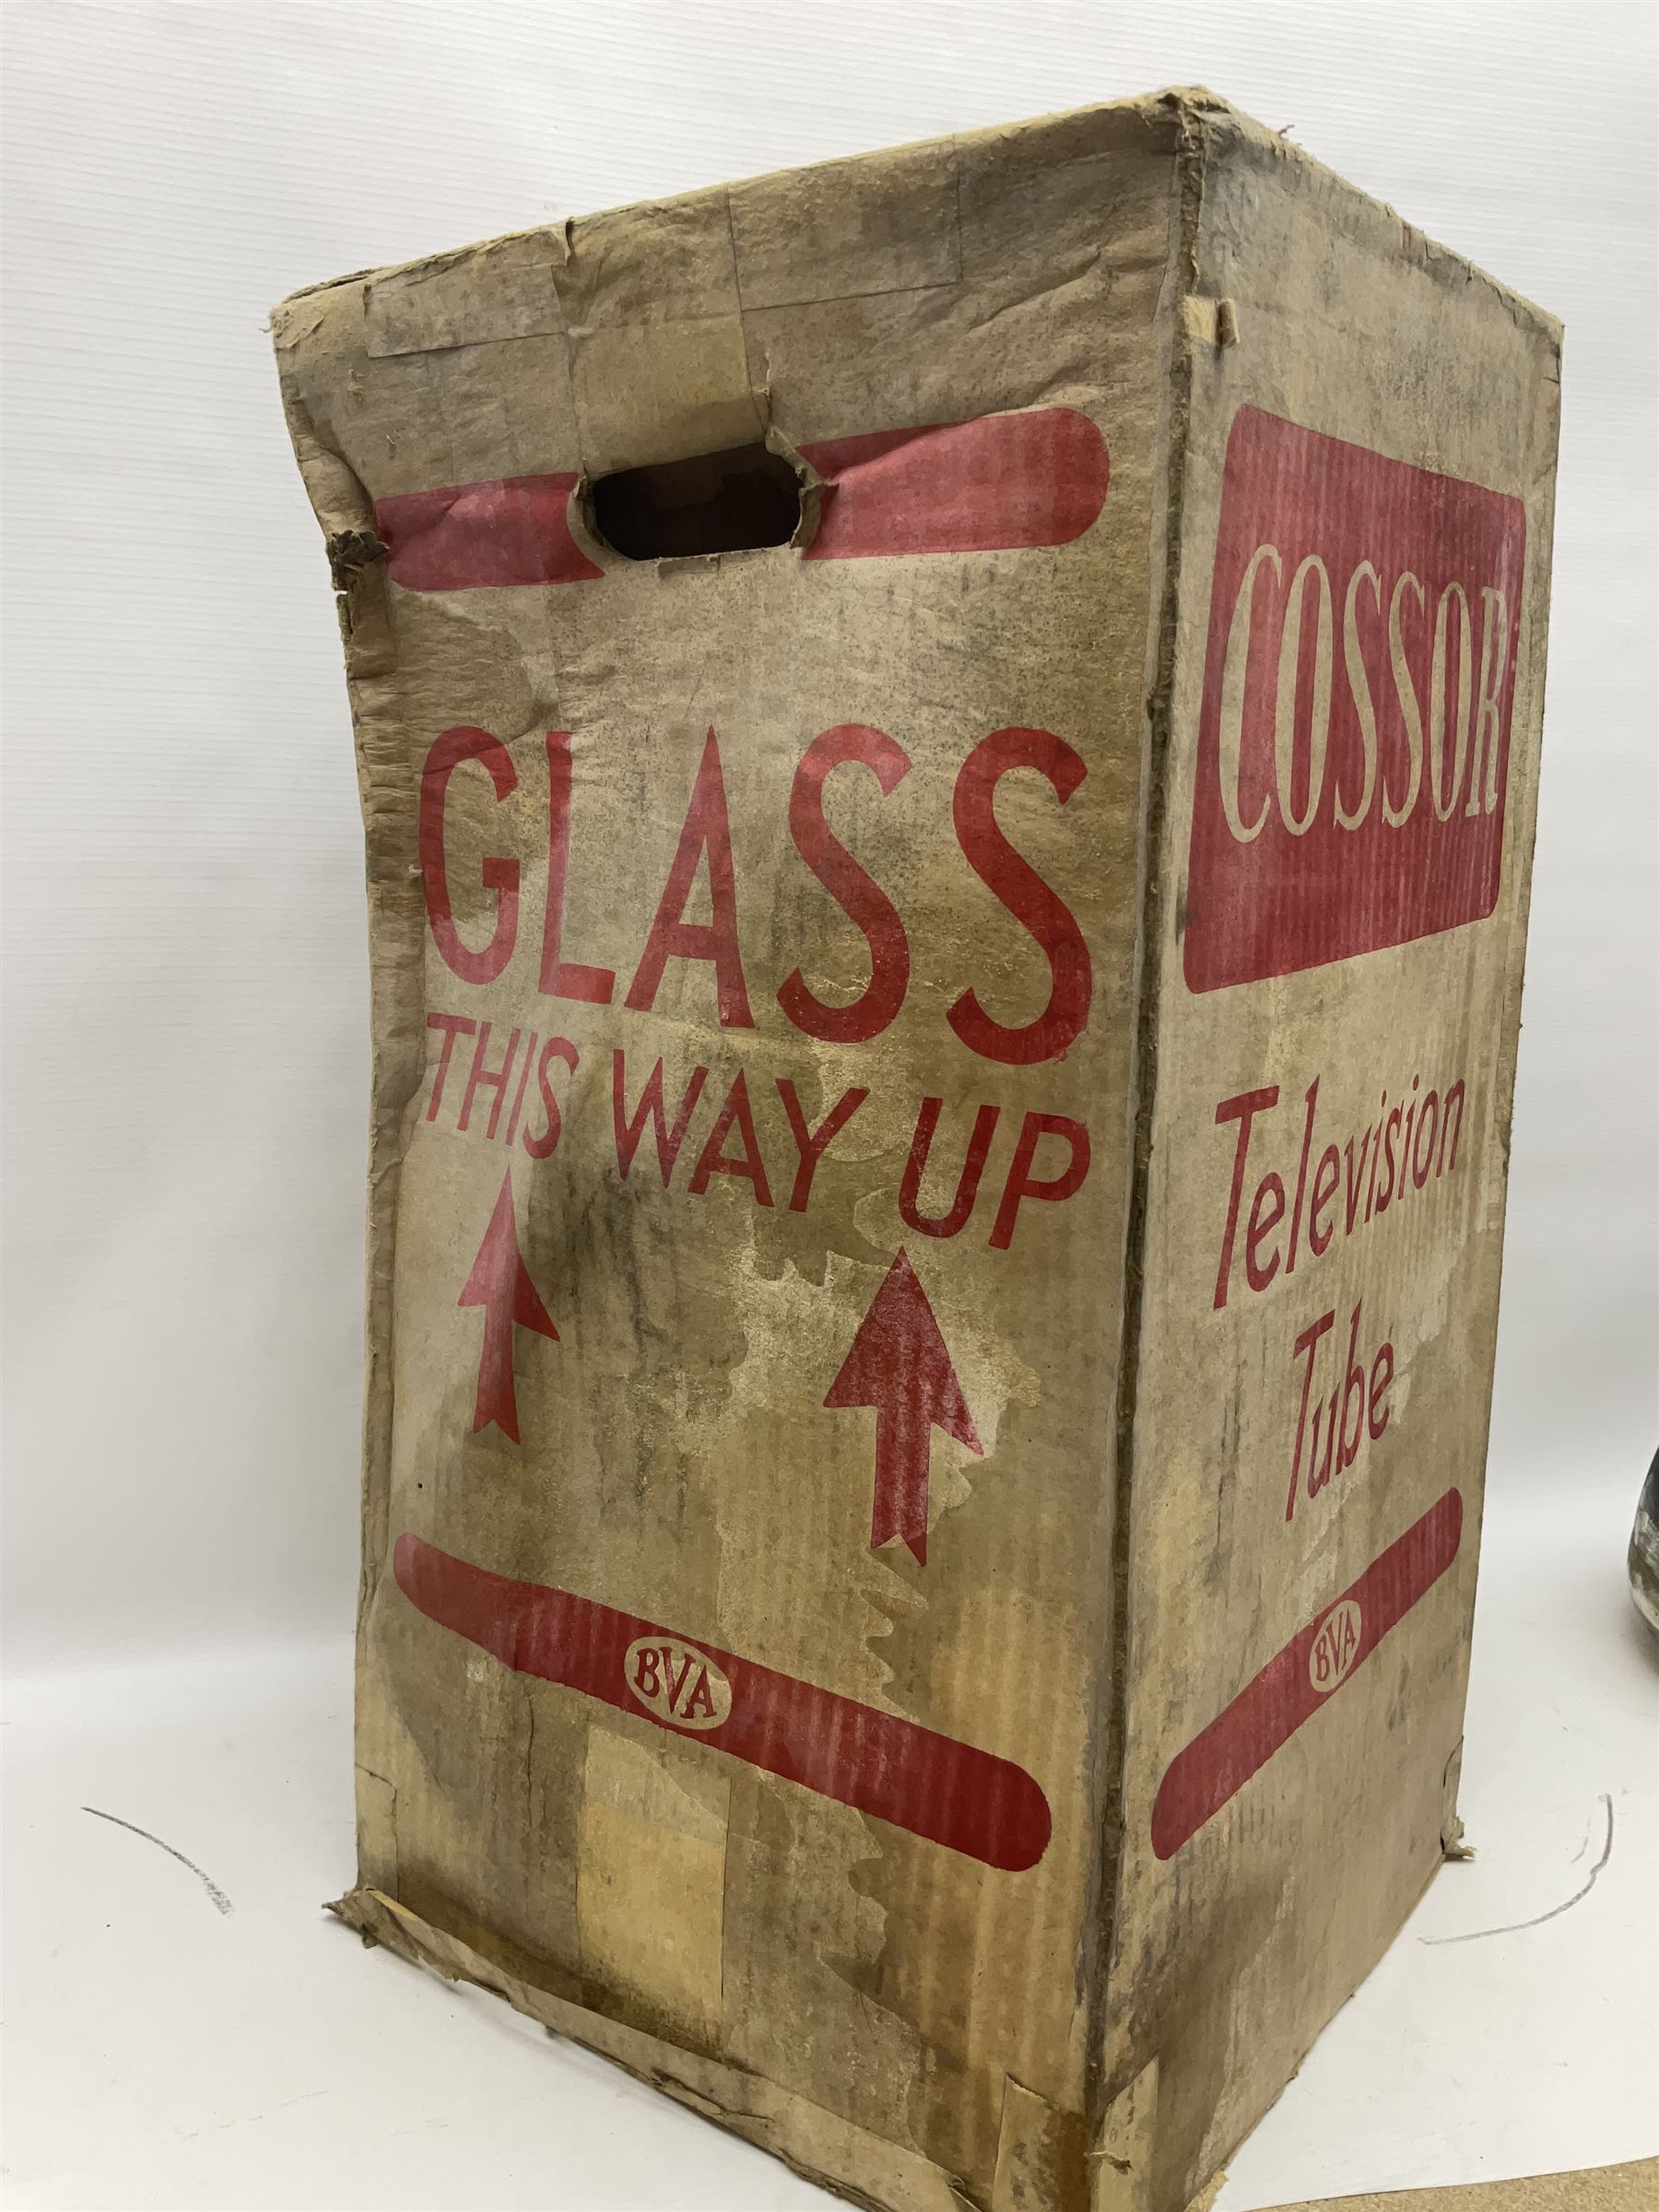 GLASS
THIS WAY UP
BVA
COSSOR
Television
Tube
BVA